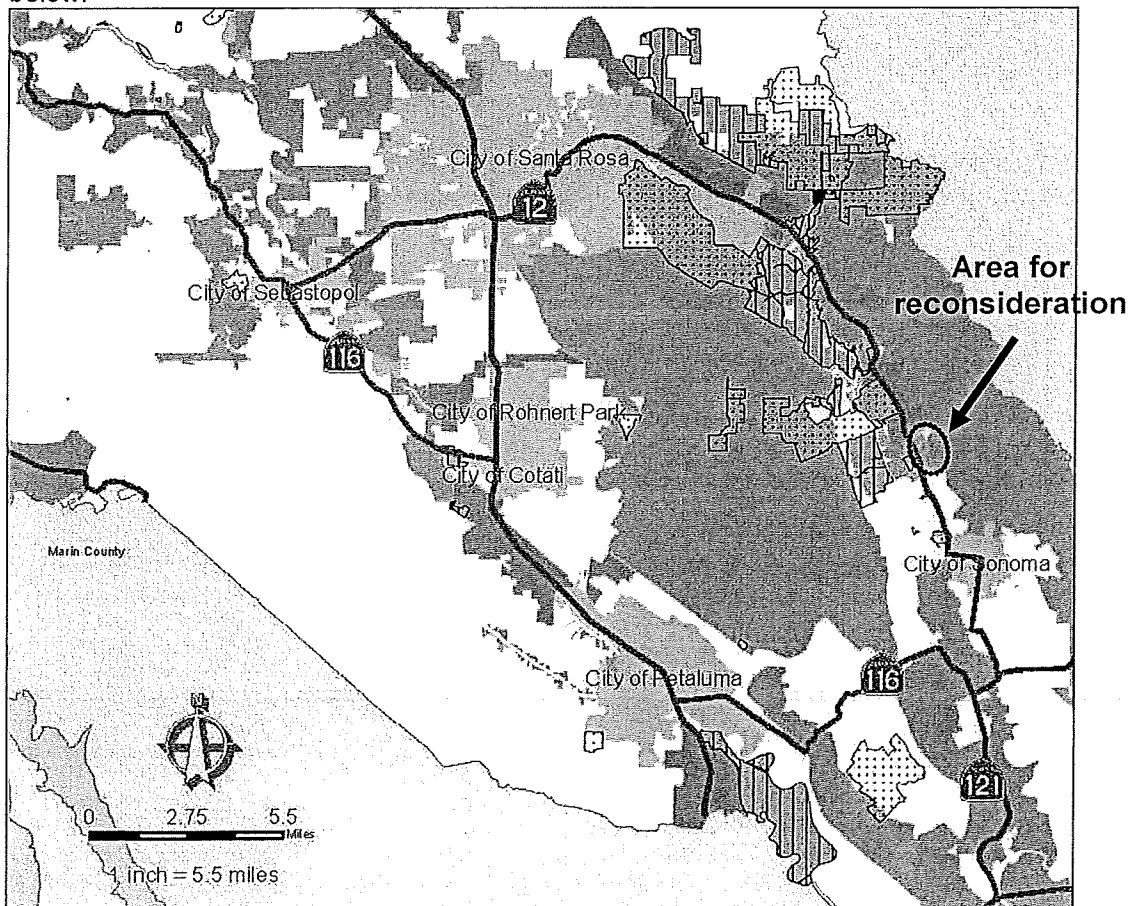 below:
City of Santa Rosa
12
Area for
reconsideration
City of Sebastopol
116
City of Rohnert Park
City of Cotati
Marin County
City of Sonoma
City of Petaluma
116
121
N
0 2.75 5.5
Miles
1 inch = 5.5 miles